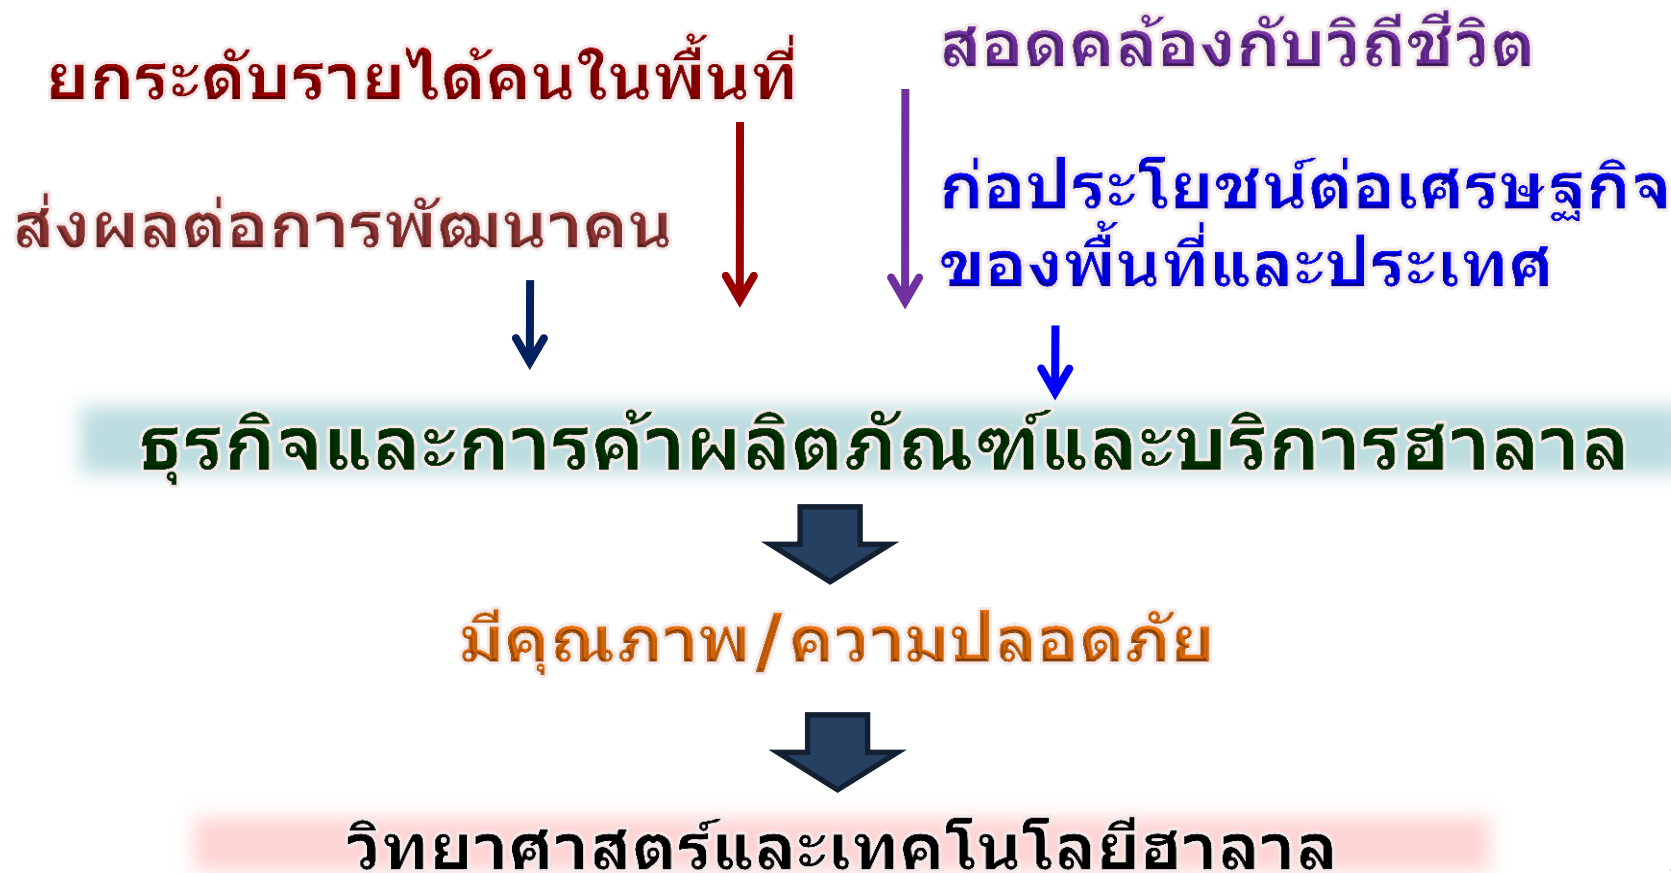 ยกระดับรายได้คนในพื้นที่
สอดคล้องกับวิถีชีวิต
ส่งผลต่อการพัฒนาคน
ก่อประโยชน์ต่อเศรษฐกิจ
ของพื้นที่และประเทศ
ธุรกิจและการค้าผลิตภัณฑ์และบริการฮาลาล
มีคุณภาพ/ความปลอดภัย
วิทยาศาสตร์และเทคโนโลยีฮาลาล